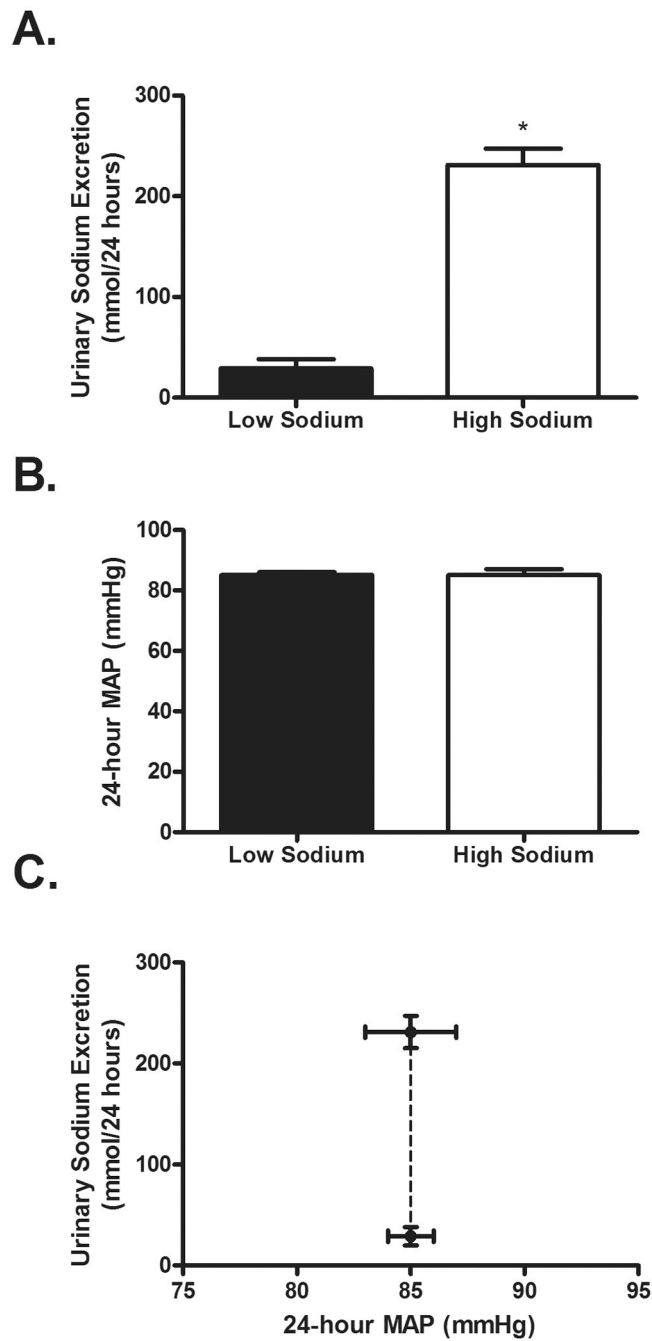 A.
Urinary Sodium Excretion
(mmol/24 hours)
300
200
100
0
*
Low Sodium
High Sodium
B.
24-hour MAP (mmHg)
100
80
60
40
20
0
Low Sodium
High Sodium
C.
Urinary Sodium Excretion
(mmol/24 hours)
300
200
100
0
75
80
85
90
95
24-hour MAP (mmHg)